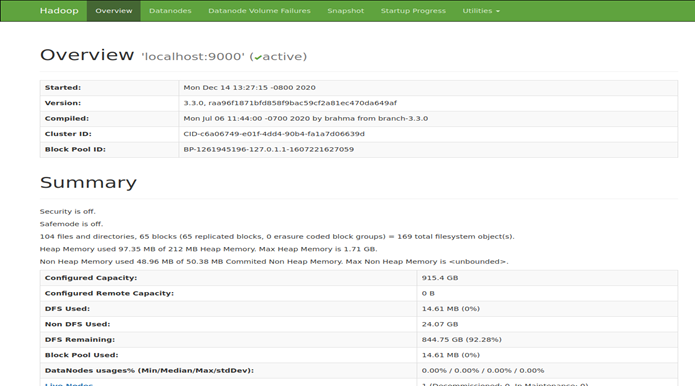 Hadoop Overview Datanodes Datanode Volume Failures Snapshot Startup Progress Utilities
Overview 'localhost:9000' (✔active)
Started: Mon Dec 14 13:27:15 -0800 2020
Version: 3.3.0, raa96f1871bfd858f9bac59cf2a81ec470da649af
Compiled: Mon Jul 06 11:44:00 -0700 2020 by brahma from branch-3.3.0
Cluster ID: CID-c6a06749-e01f-4dd4-90b4-fa1a7d06639d
Block Pool ID: BP-1261945196-127.0.1.1-1607221627059
Summary
Security is off.
Safemode is off.
104 files and directories, 65 blocks (65 replicated blocks, 0 erasure coded block groups) = 169 total filesystem object(s).
Heap Memory used 97.35 MB of 212 MB Heap Memory. Max Heap Memory is 1.71 GB.
Non Heap Memory used 48.96 MB of 50.38 MB Commited Non Heap Memory. Max Non Heap Memory is <unbounded>.
Configured Capacity: 915.4 GB
Configured Remote Capacity: 0 B
DFS Used: 14.61 MB (0%)
Non DFS Used: 24.07 GB
DFS Remaining: 844.75 GB (92.28%)
Block Pool Used: 14.61 MB (0%)
DataNodes usages% (Min/Median/Max/stdDev): 0.00% / 0.00% / 0.00% / 0.00%
Live Nodes 1 (Decommissioned: 0, In Maintenance: 0)